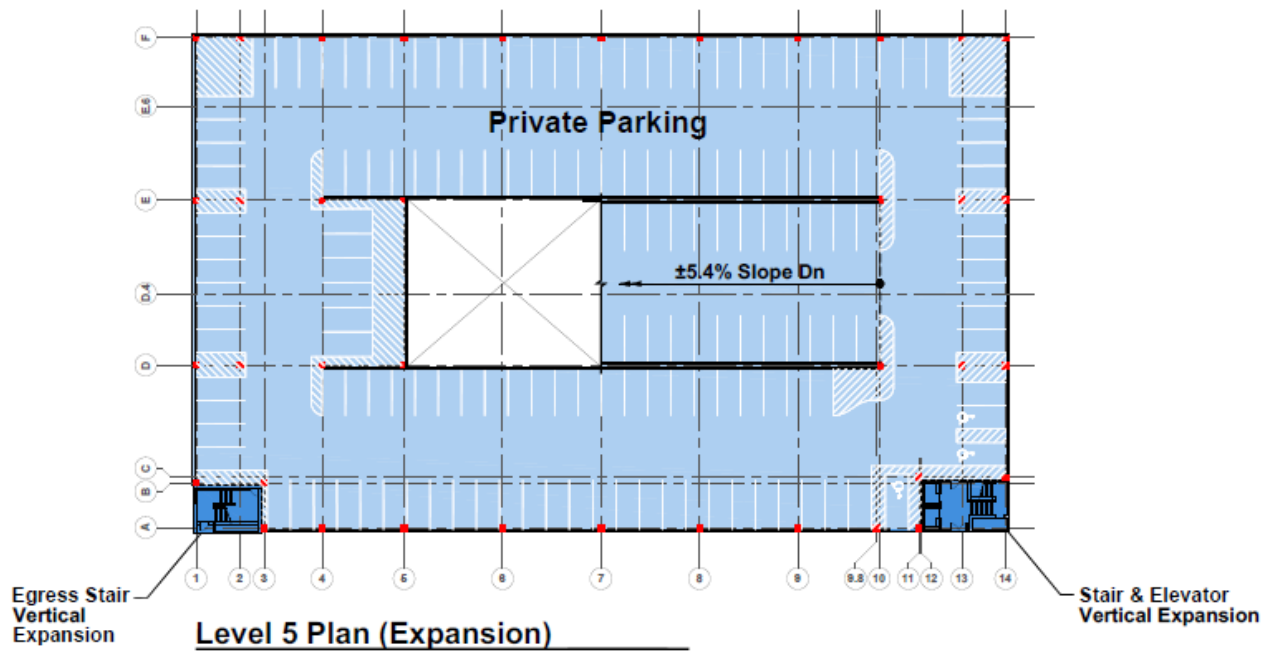 F
E.6
Private Parking
E
±5.4% Slope Dn
D.4
D
C
B
A
1 2 3 4 5 6 7 8 9 9.8 10 11 12 13 14
Egress Stair
Vertical
Expansion
Stair & Elevator
Vertical Expansion
Level 5 Plan (Expansion)